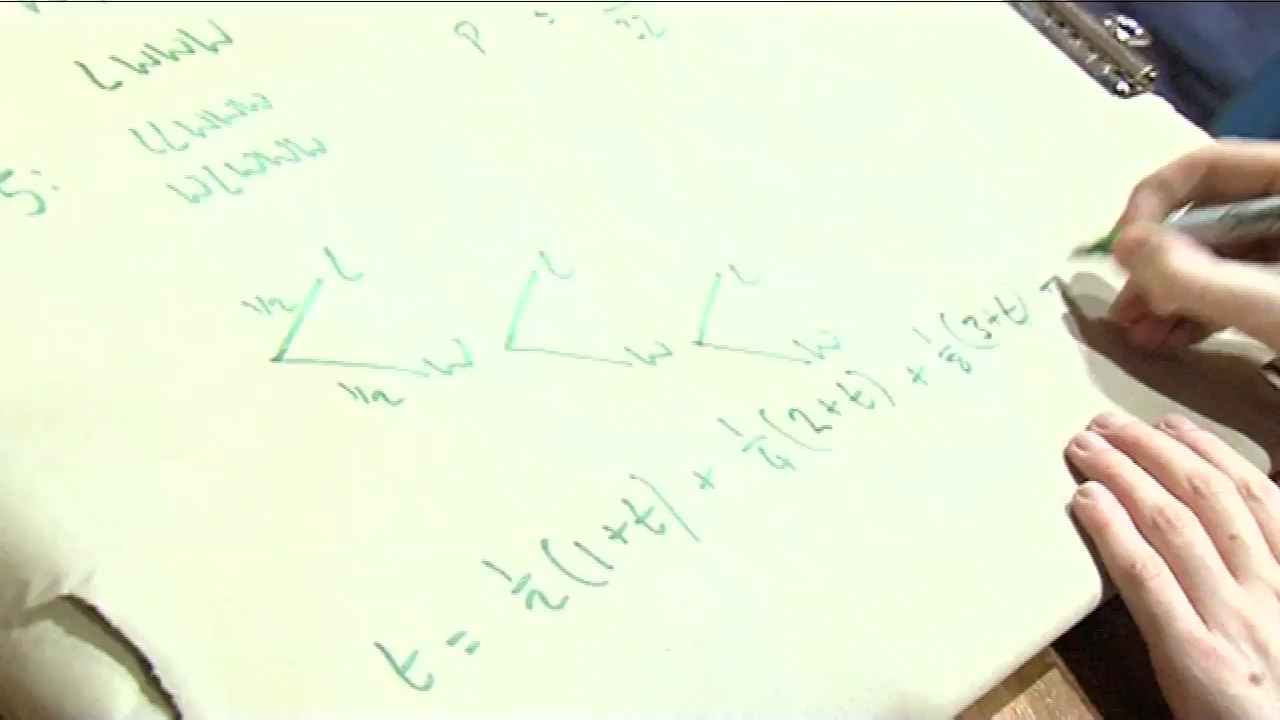 LWWW
P =
LLWWW
5: WLWWW
L L L
1/2
W W W
1/2
t = 1/2 (1+t) + 1/4 (2+t) + 1/8 (3+t)